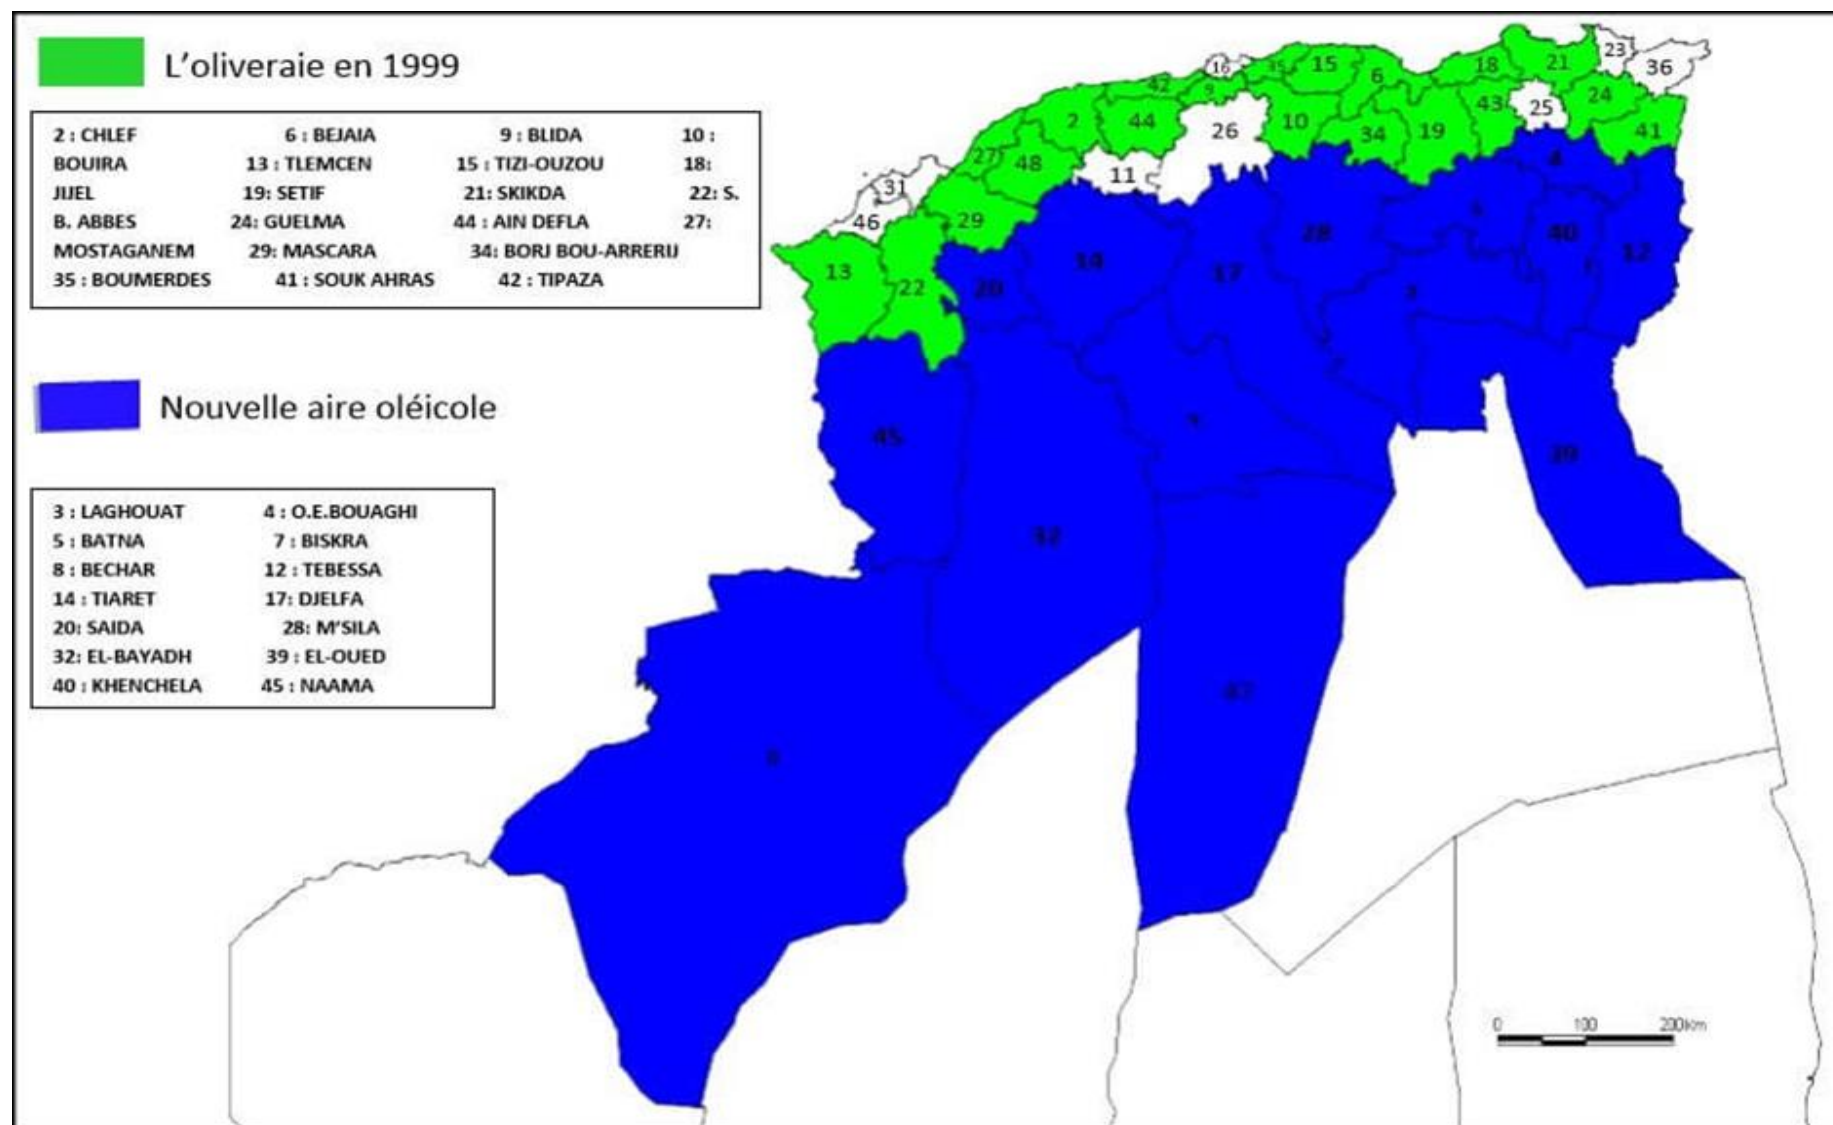 L'oliveraie en 1999
2 : CHLEF 6 : BEJAIA 9 : BLIDA 10 :
BOUIRA 13 : TLEMCEN 15 : TIZI-OUZOU 18:
JIJEL 19: SETIF 21: SKIKDA 22: S.
B. ABBES 24: GUELMA 44 : AIN DEFLA 27:
MOSTAGANEM 29: MASCARA 34: BORJ BOU-ARRERIJ
35 : BOUMERDES 41 : SOUK AHRAS 42 : TIPAZA
Nouvelle aire oléicole
3 : LAGHOUAT 4 : O.E.BOUAGHI
5 : BATNA 7 : BISKRA
8 : BECHAR 12 : TEBESSA
14 : TIARET 17: DJELFA
20: SAIDA 28: M'SILA
32: EL-BAYADH 39 : EL-OUED
40 : KHENCHELA 45 : NAAMA
23
16 35 15 6 18 21 36
42 9 43 25 24
2 44 26 10 34 19 41
27 48 11 4
31
46 29 5 40 12
13 22 20 14 17 28
45 39
32
47
8
0 100 200 km